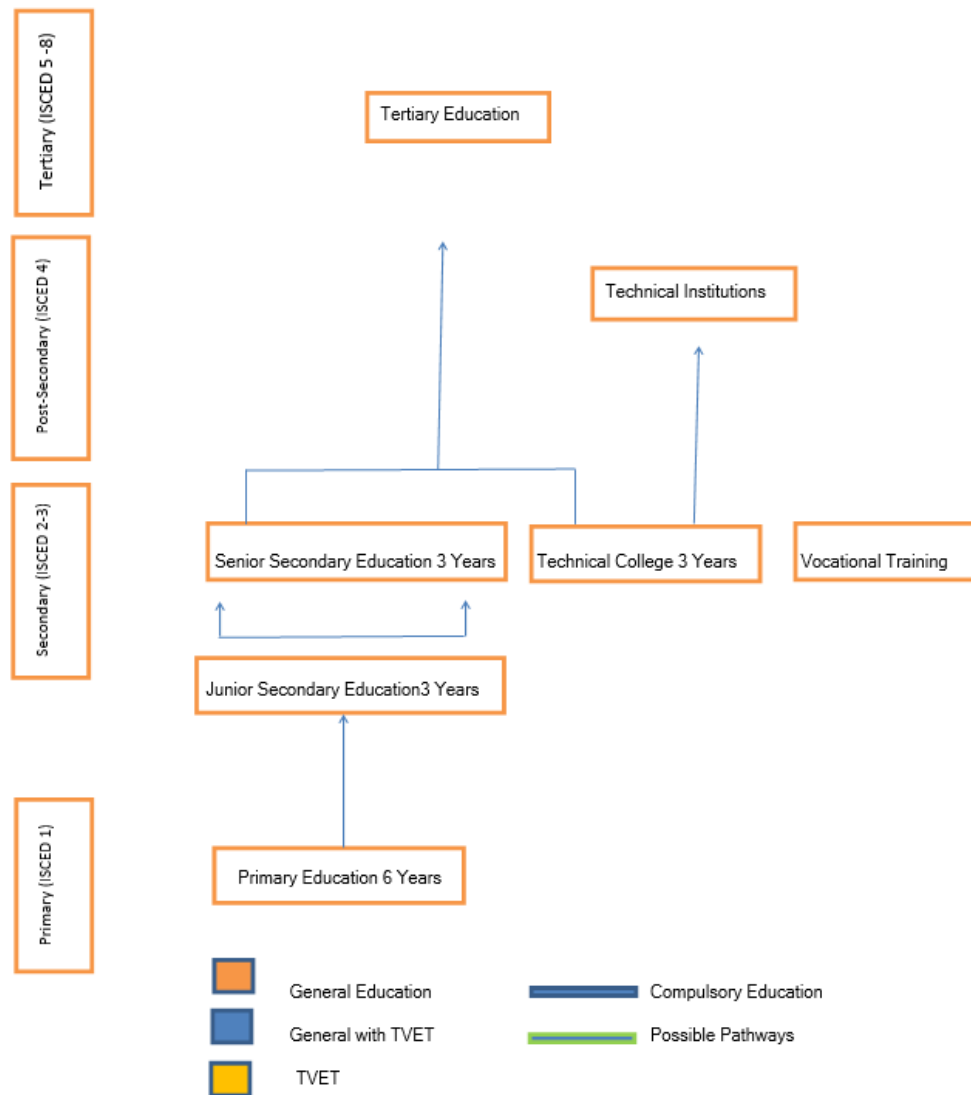 Tertiary (ISCED 5 -8)
Tertiary Education
Post-Secondary (ISCED 4)
Technical Institutions
Secondary (ISCED 2-3)
Senior Secondary Education 3 Years
Technical College 3 Years
Vocational Training
Junior Secondary Education3 Years
Primary (ISCED 1)
Primary Education 6 Years
General Education
Compulsory Education
General with TVET
Possible Pathways
TVET